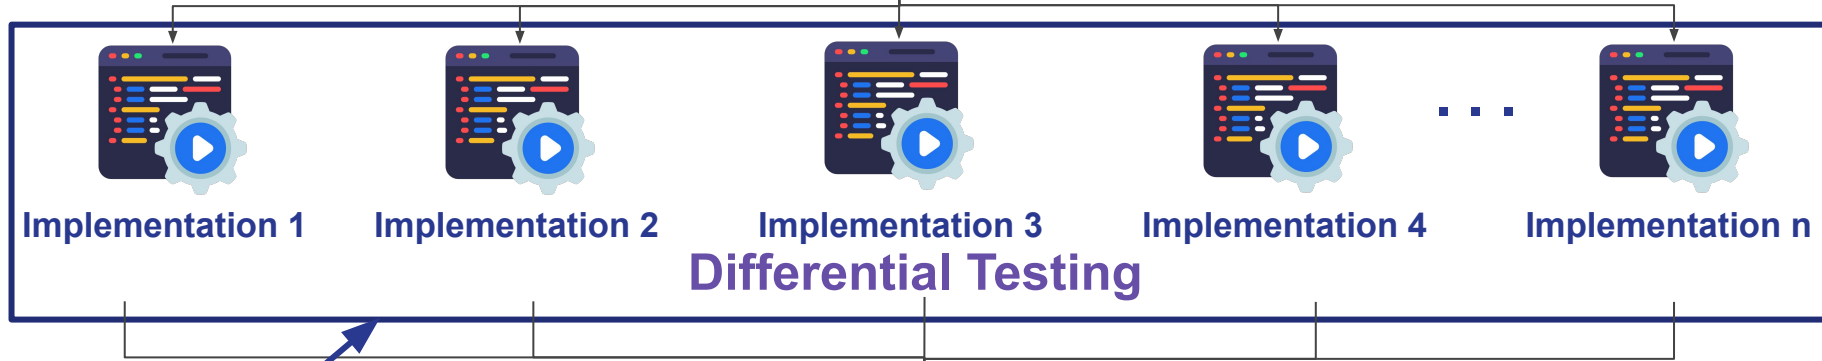 Implementation 1 Implementation 2 Implementation 3 Implementation 4 . . . Implementation n
Differential Testing